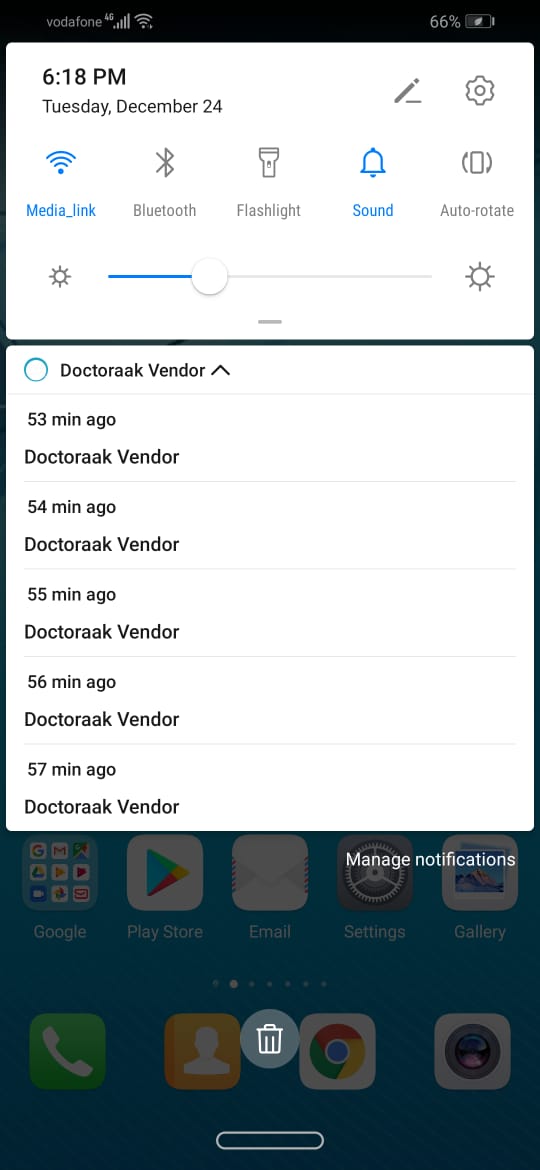 vodafone 4G 66%
6:18 PM
Tuesday, December 24
Media_link Bluetooth Flashlight Sound Auto-rotate
Doctoraak Vendor
53 min ago
Doctoraak Vendor
54 min ago
Doctoraak Vendor
55 min ago
Doctoraak Vendor
56 min ago
Doctoraak Vendor
57 min ago
Doctoraak Vendor
Manage notifications
Google Play Store Email Settings Gallery